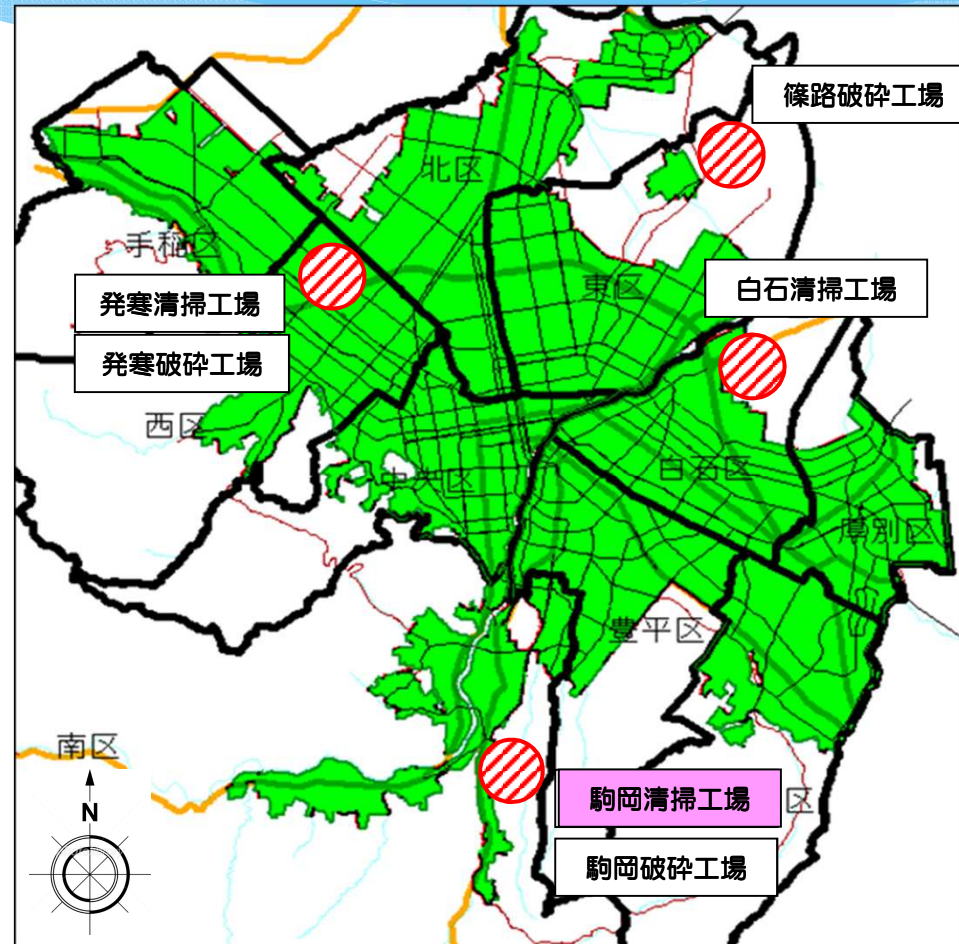 篠路破砕工場
北区
手稲区
発寒清掃工場
東区
白石清掃工場
発寒破砕工場
西区
中央区
白石区
厚別区
豊平区
南区
N
駒岡清掃工場
区
駒岡破砕工場